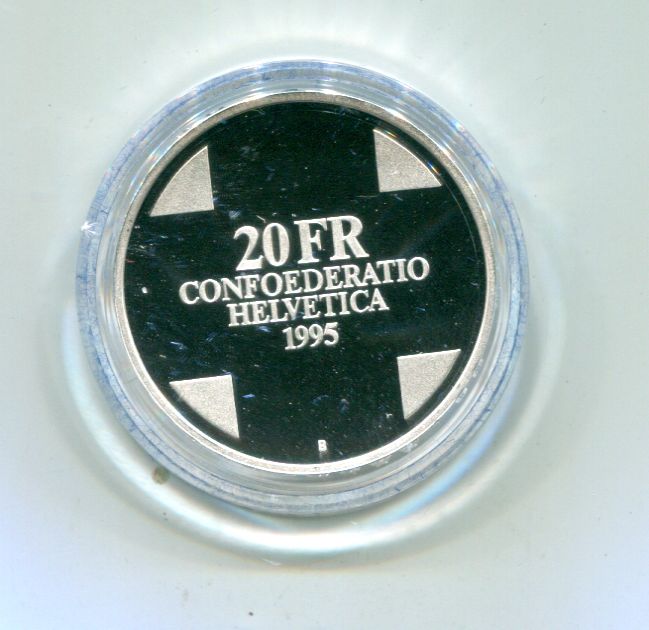 20 FR
CONFOEDERATIO
HELVETICA
1995
B